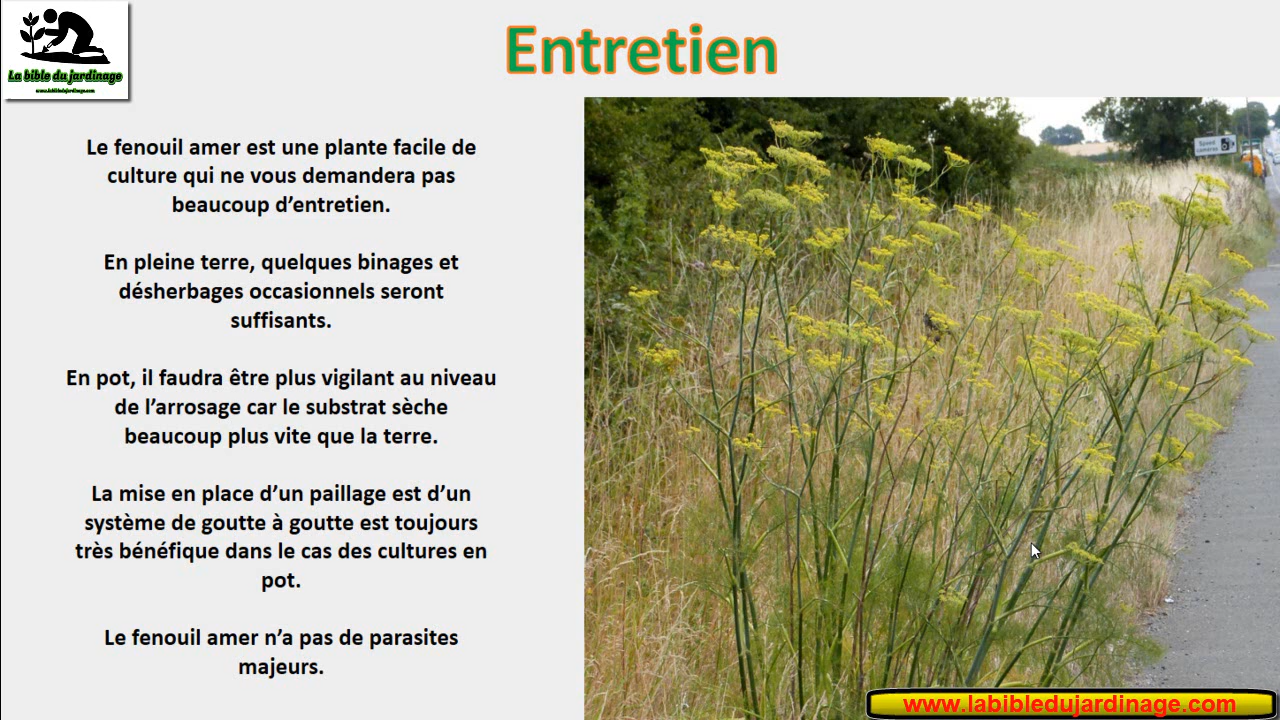 La bible du jardinage
www.labibledujardinage.com
Entretien
Le fenouil amer est une plante facile de
culture qui ne vous demandera pas
beaucoup d’entretien.
En pleine terre, quelques binages et
désherbages occasionnels seront
suffisants.
En pot, il faudra être plus vigilant au niveau
de l’arrosage car le substrat sèche
beaucoup plus vite que la terre.
La mise en place d’un paillage est d’un
système de goutte à goutte est toujours
très bénéfique dans le cas des cultures en
pot.
Le fenouil amer n’a pas de parasites
majeurs.
Speed
camera
www.labibledujardinage.com